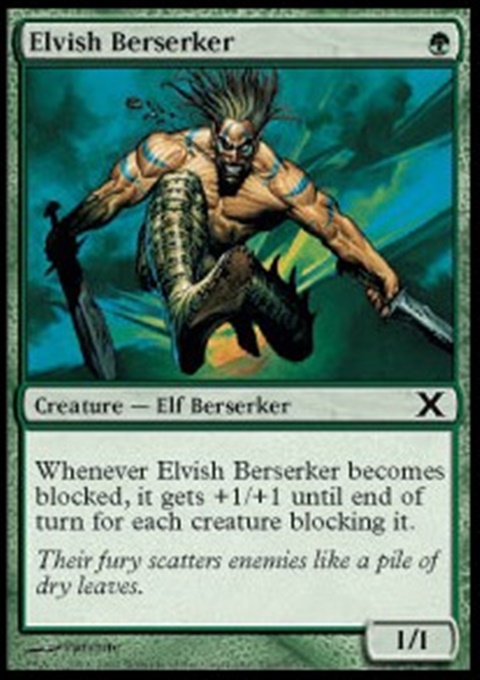 Elvish Berserker
Creature — Elf Berserker
X
Whenever Elvish Berserker becomes
blocked, it gets +1/+1 until end of
turn for each creature blocking it.
Their fury scatters enemies like a pile of
dry leaves.
1/1